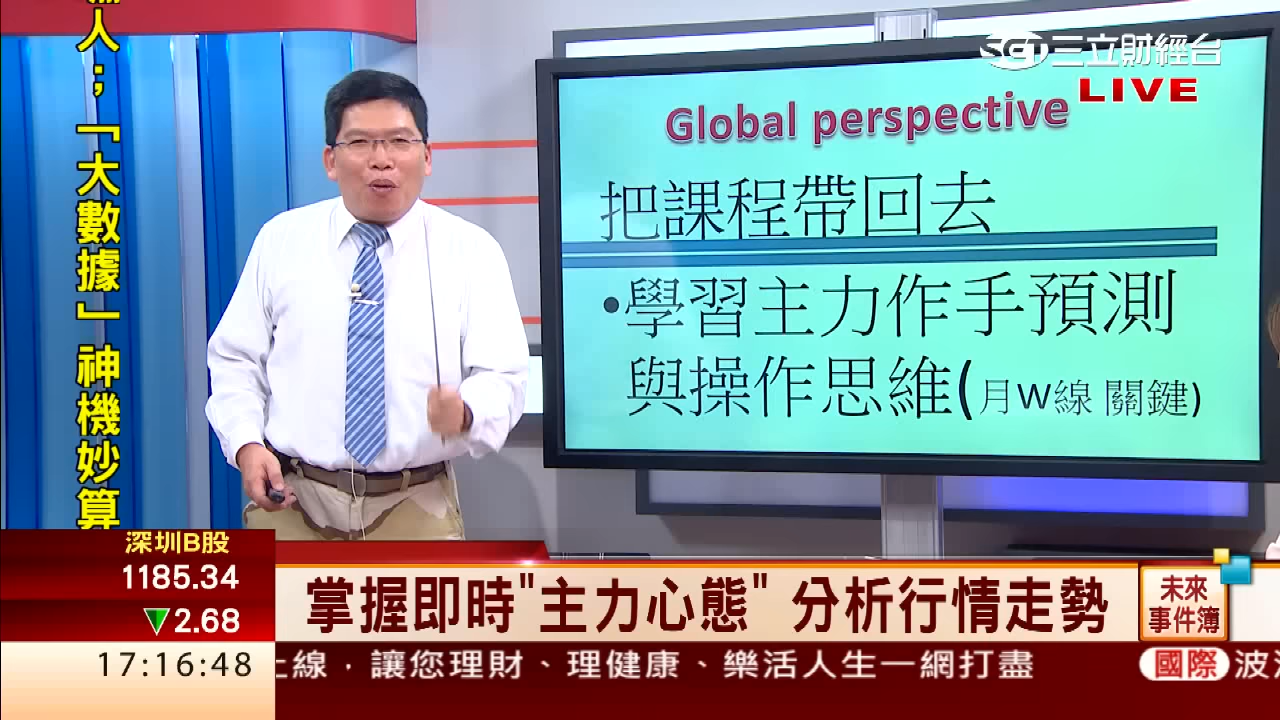 人；「大數據」神機妙算
SET 三立財經台
LIVE
Global perspective
把課程帶回去
•學習主力作手預測
與操作思維(月W線 關鍵)
深圳B股
1185.34
▼2.68
17:16:48
掌握即時"主力心態" 分析行情走勢
未來
事件簿
上線，讓您理財、理健康、樂活人生一網打盡
國際 波